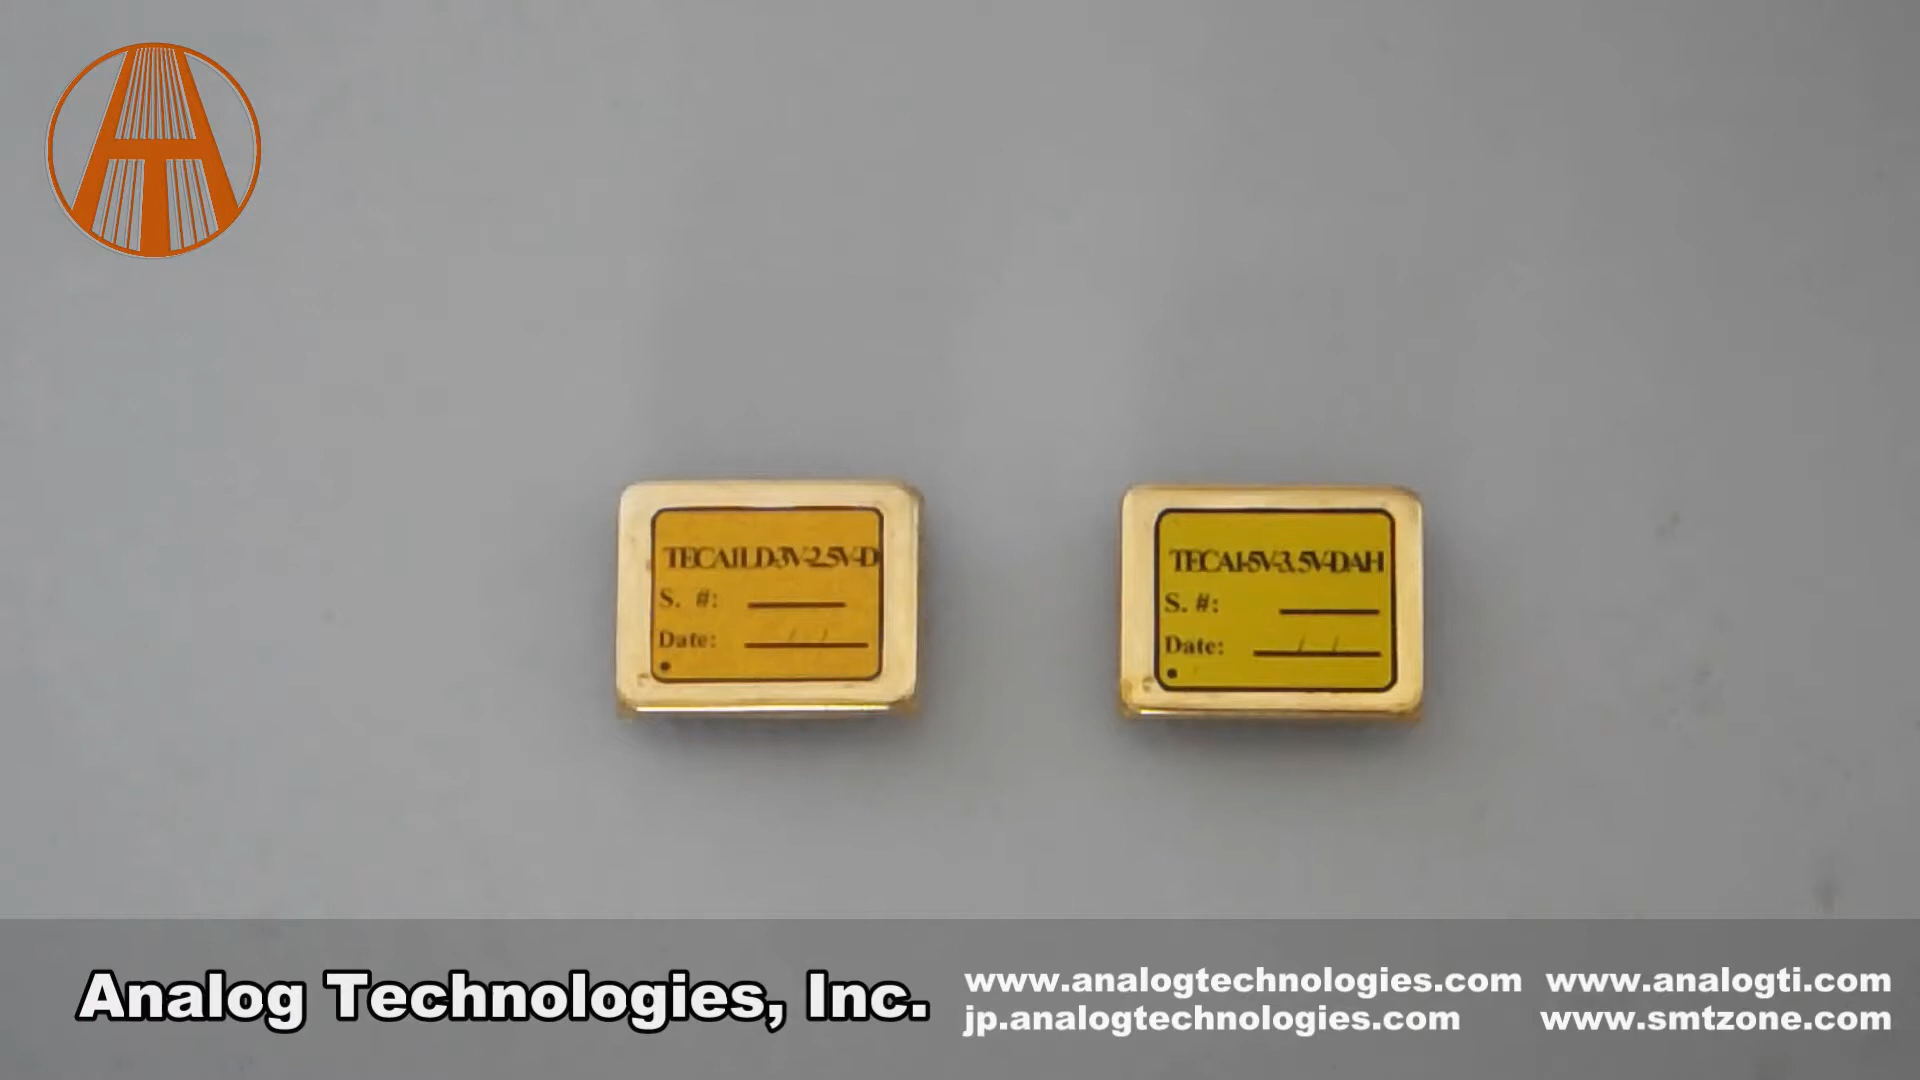 TECA1LD-3V-2.5V-D
S. #:
Date: / /
TECA1-5V-3.5V-DAH
S. #:
Date: / /
Analog Technologies, Inc.
www.analogtechnologies.com www.analogti.com
jp.analogtechnologies.com www.smtzone.com